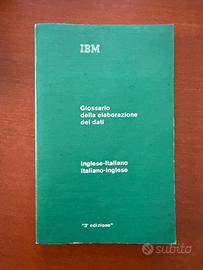 IBM
Glossario
della elaborazione
dei dati
Inglese-Italiano
Italiano-Inglese
"3ª edizione"
subito